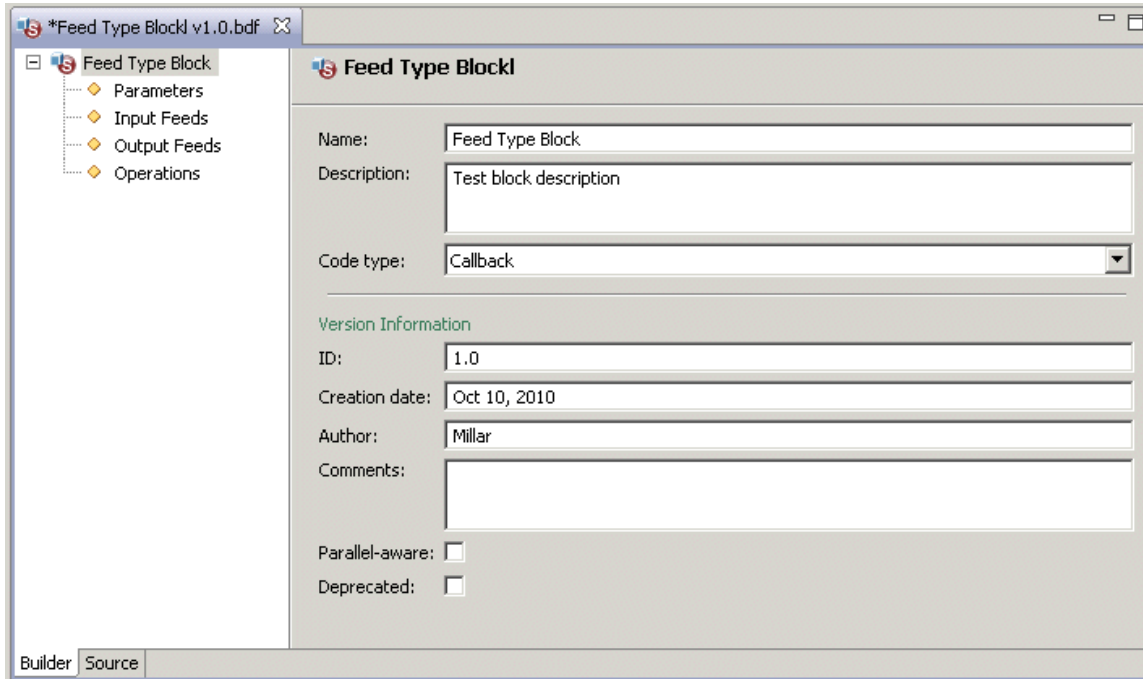 *Feed Type Blockl v1.0.bdf
Feed Type Block
Parameters
Input Feeds
Output Feeds
Operations
Feed Type Blockl
Name: Feed Type Block
Description: Test block description
Code type: Callback
Version Information
ID: 1.0
Creation date: Oct 10, 2010
Author: Millar
Comments:
Parallel-aware:
Deprecated:
Builder Source